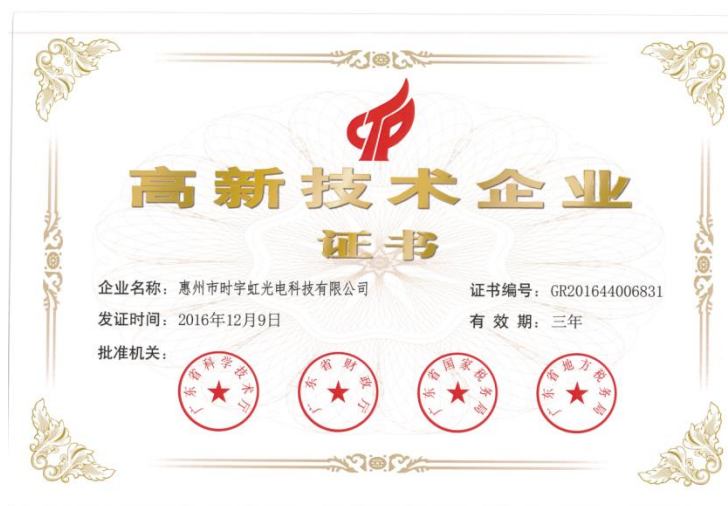 高新技术企业
证书
企业名称：惠州市时宇虹光电科技有限公司
证书编号：GR201644006831
发证时间：2016年12月9日
有效期：三年
批准机关：
广东省科学技术厅
广东省财政厅
广东省国家税务局
广东省地方税务局